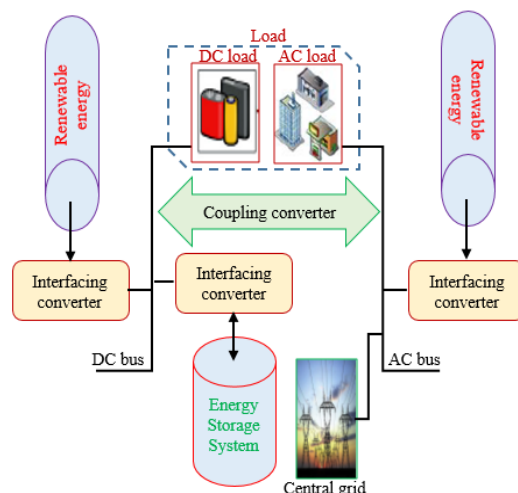 Load
DC load
AC load
Renewable
energy
Renewable
energy
Coupling converter
Interfacing
converter
Interfacing
converter
Interfacing
converter
DC bus
AC bus
Energy
Storage
System
Central grid